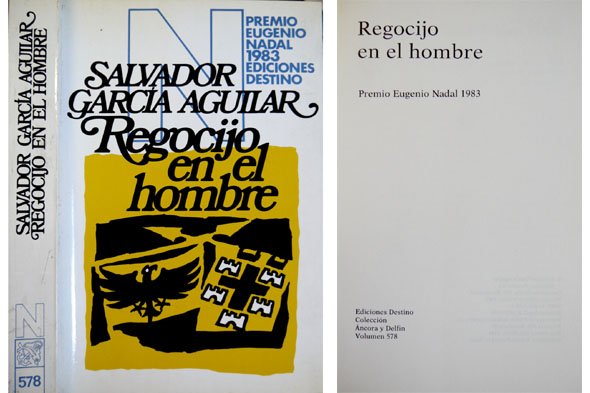 SALVADOR GARCÍA AGUILAR
REGOCIJO EN EL HOMBRE
N
578
N
PREMIO
EUGENIO
NADAL
1983
EDICIONES
DESTINO
SALVADOR
GARCÍA AGUILAR
Regocijo
en el
hombre
Regocijo
en el hombre
Premio Eugenio Nadal 1983
Ediciones Destino
Colección
Áncora y Delfín
Volumen 578